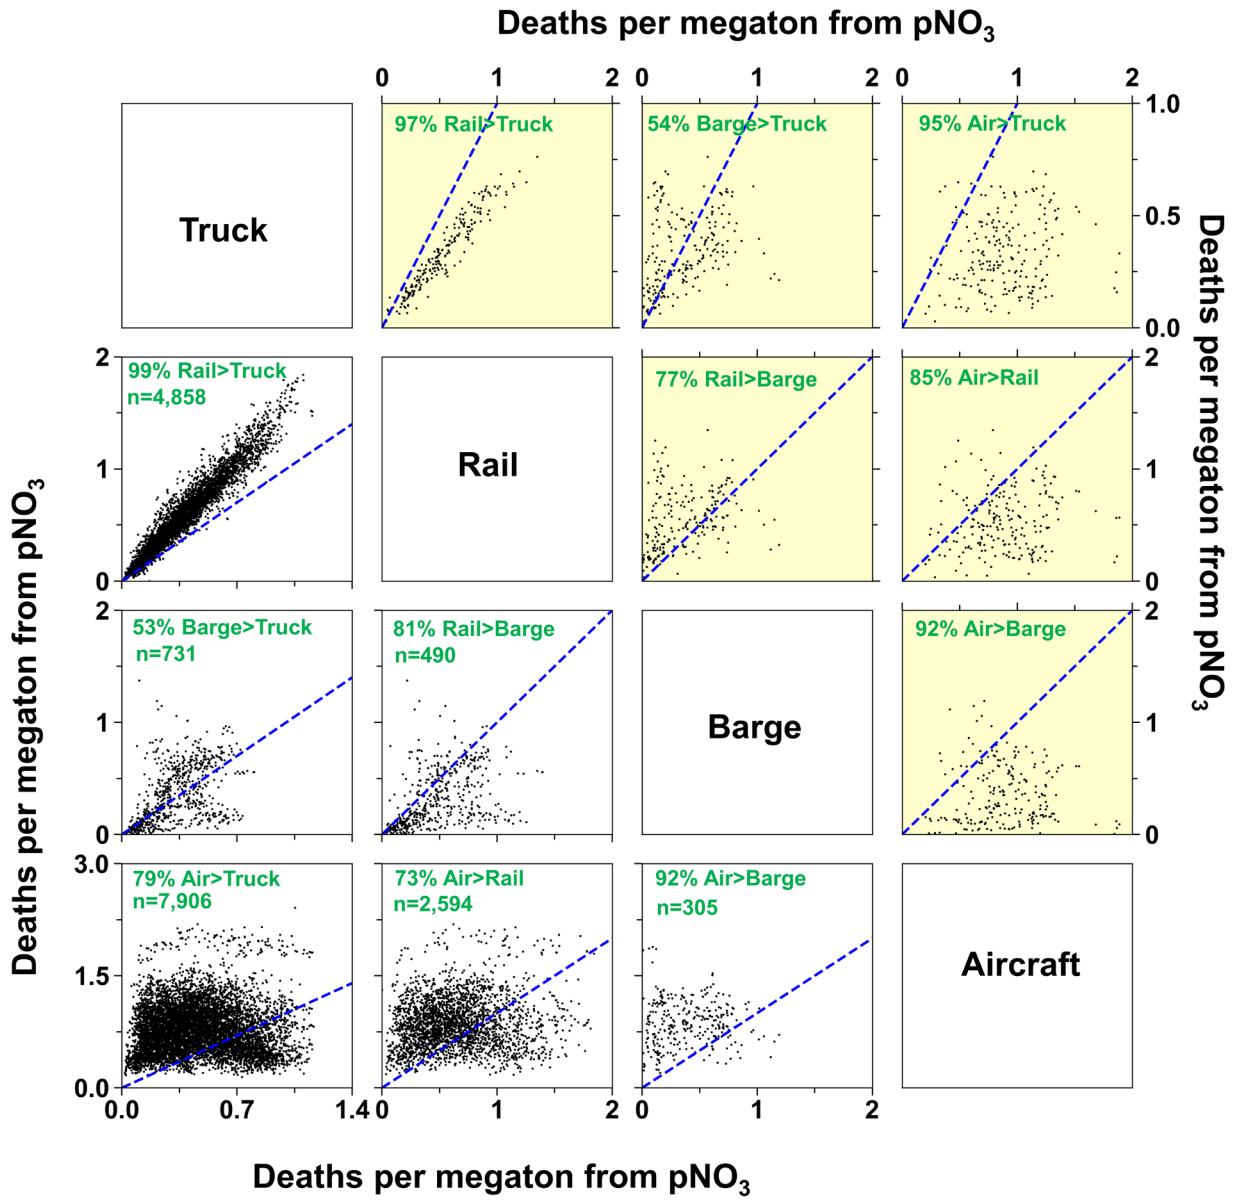 Deaths per megaton from pNO3
0 1 2 0 1 2 0 1 2
Truck
97% Rail>Truck
54% Barge>Truck
95% Air>Truck
1.0
0.5
0.0
99% Rail>Truck
n=4,858
2
1
0
Rail
77% Rail>Barge
85% Air>Rail
2
1
0
53% Barge>Truck
n=731
2
1
0
81% Rail>Barge
n=490
Barge
92% Air>Barge
2
1
0
79% Air>Truck
n=7,906
3.0
1.5
0.0
73% Air>Rail
n=2,594
92% Air>Barge
n=305
Aircraft
0.0 0.7 1.4 0 1 2 0 1 2
Deaths per megaton from pNO3
Deaths per megaton from pNO3
Deaths per megaton from pNO3